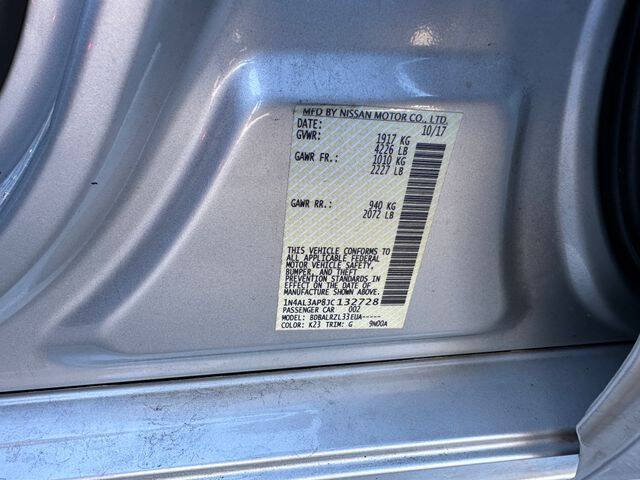 MFD BY NISSAN MOTOR CO., LTD.
DATE: 10/17
GVWR: 1917 KG
4226 LB
GAWR FR.: 1010 KG
2227 LB
GAWR RR.: 940 KG
2072 LB
THIS VEHICLE CONFORMS TO
ALL APPLICABLE FEDERAL
MOTOR VEHICLE SAFETY,
BUMPER, AND THEFT
PREVENTION STANDARDS IN
EFFECT ON THE DATE OF
MANUFACTURE SHOWN ABOVE.
1N4AL3AP8JC132728
PASSENGER CAR 002
MODEL: BDBALRZL33EUA-----
COLOR: K23 TRIM: G 9N00A